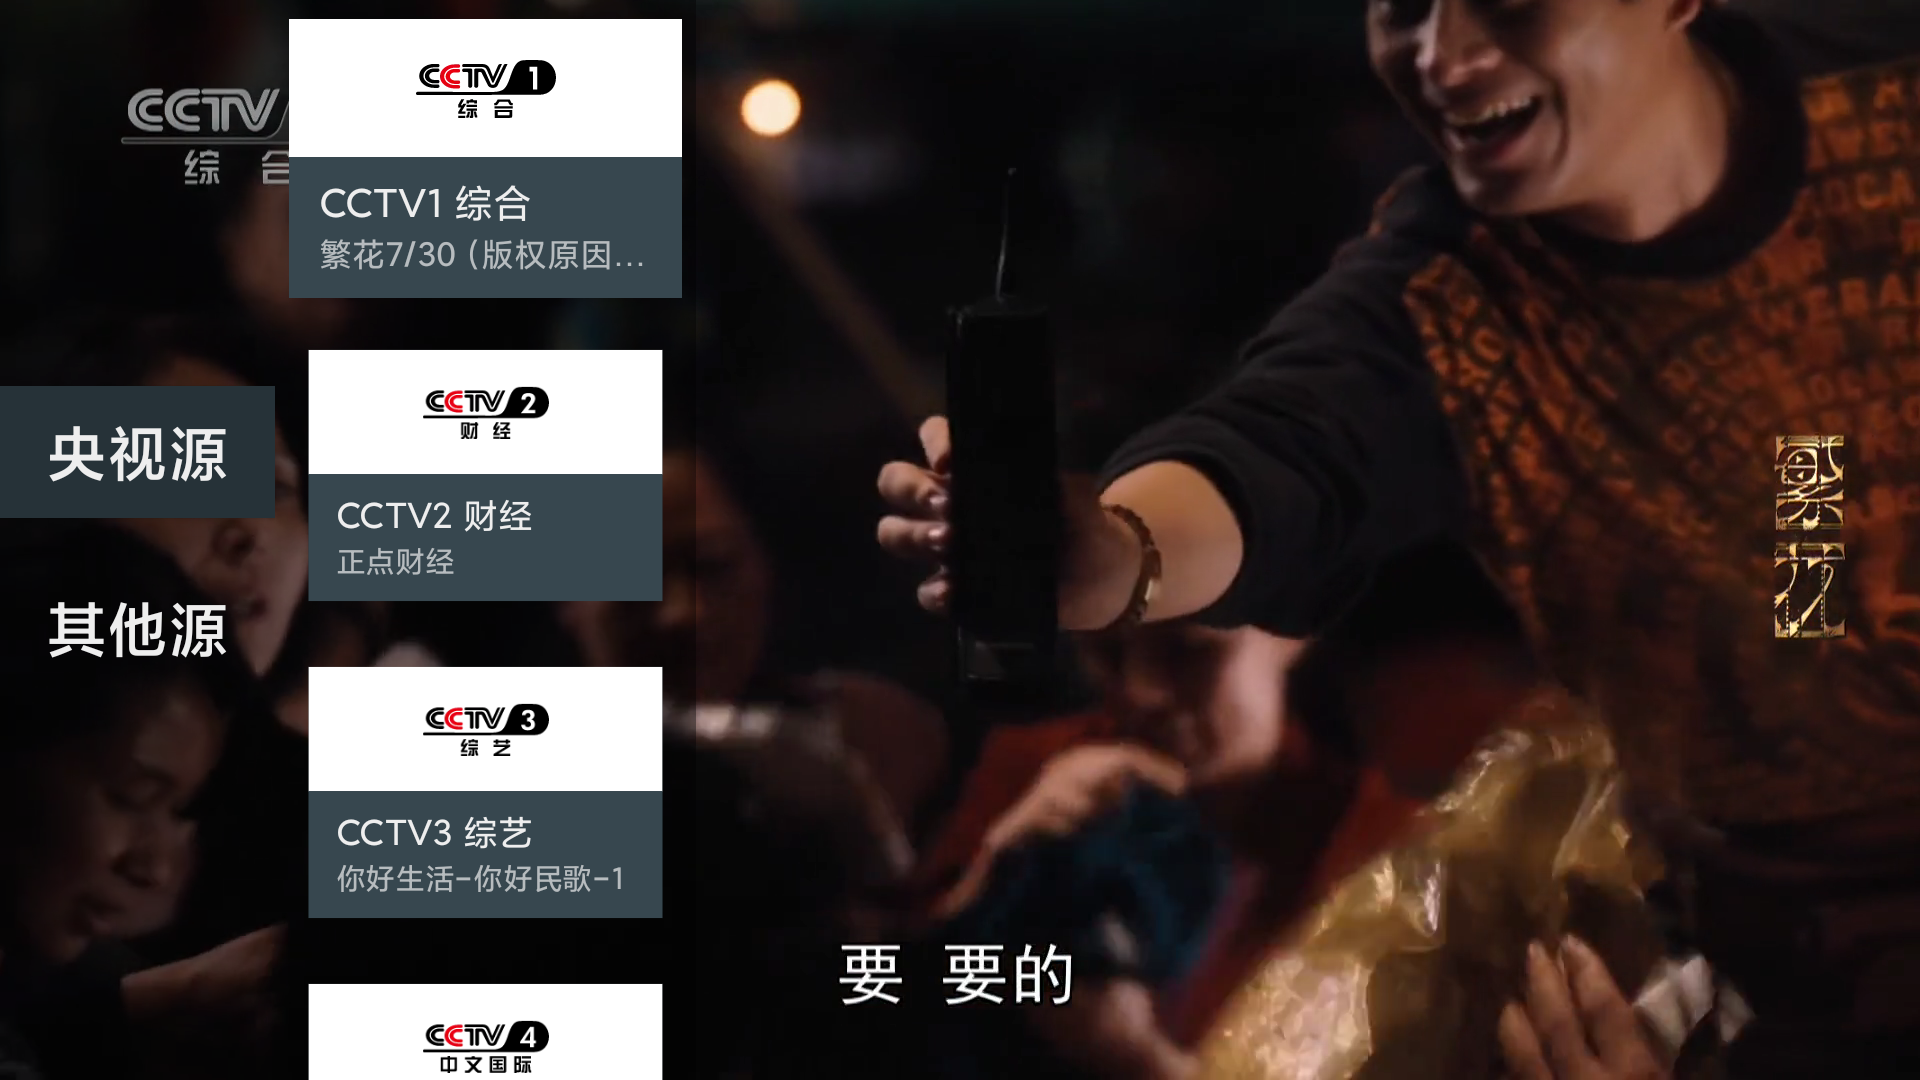 CCTV
综 合
央视源
其他源
CCTV 1
综 合
CCTV1 综合
繁花7/30（版权原因...
CCTV 2
财 经
CCTV2 财经
正点财经
CCTV 3
综 艺
CCTV3 综艺
你好生活-你好民歌-1
CCTV 4
中文国际
繁花
要 要的